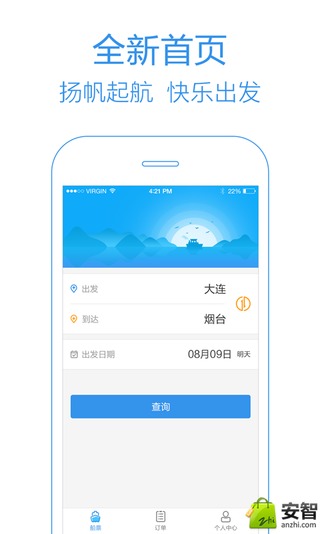 全新首页
扬帆起航 快乐出发
VIRGIN 4:21 PM 22%
出发 大连
到达 烟台
出发日期 08月09日 明天
查询
船票 订单 个人中心
安智
anzhi.com
zhi